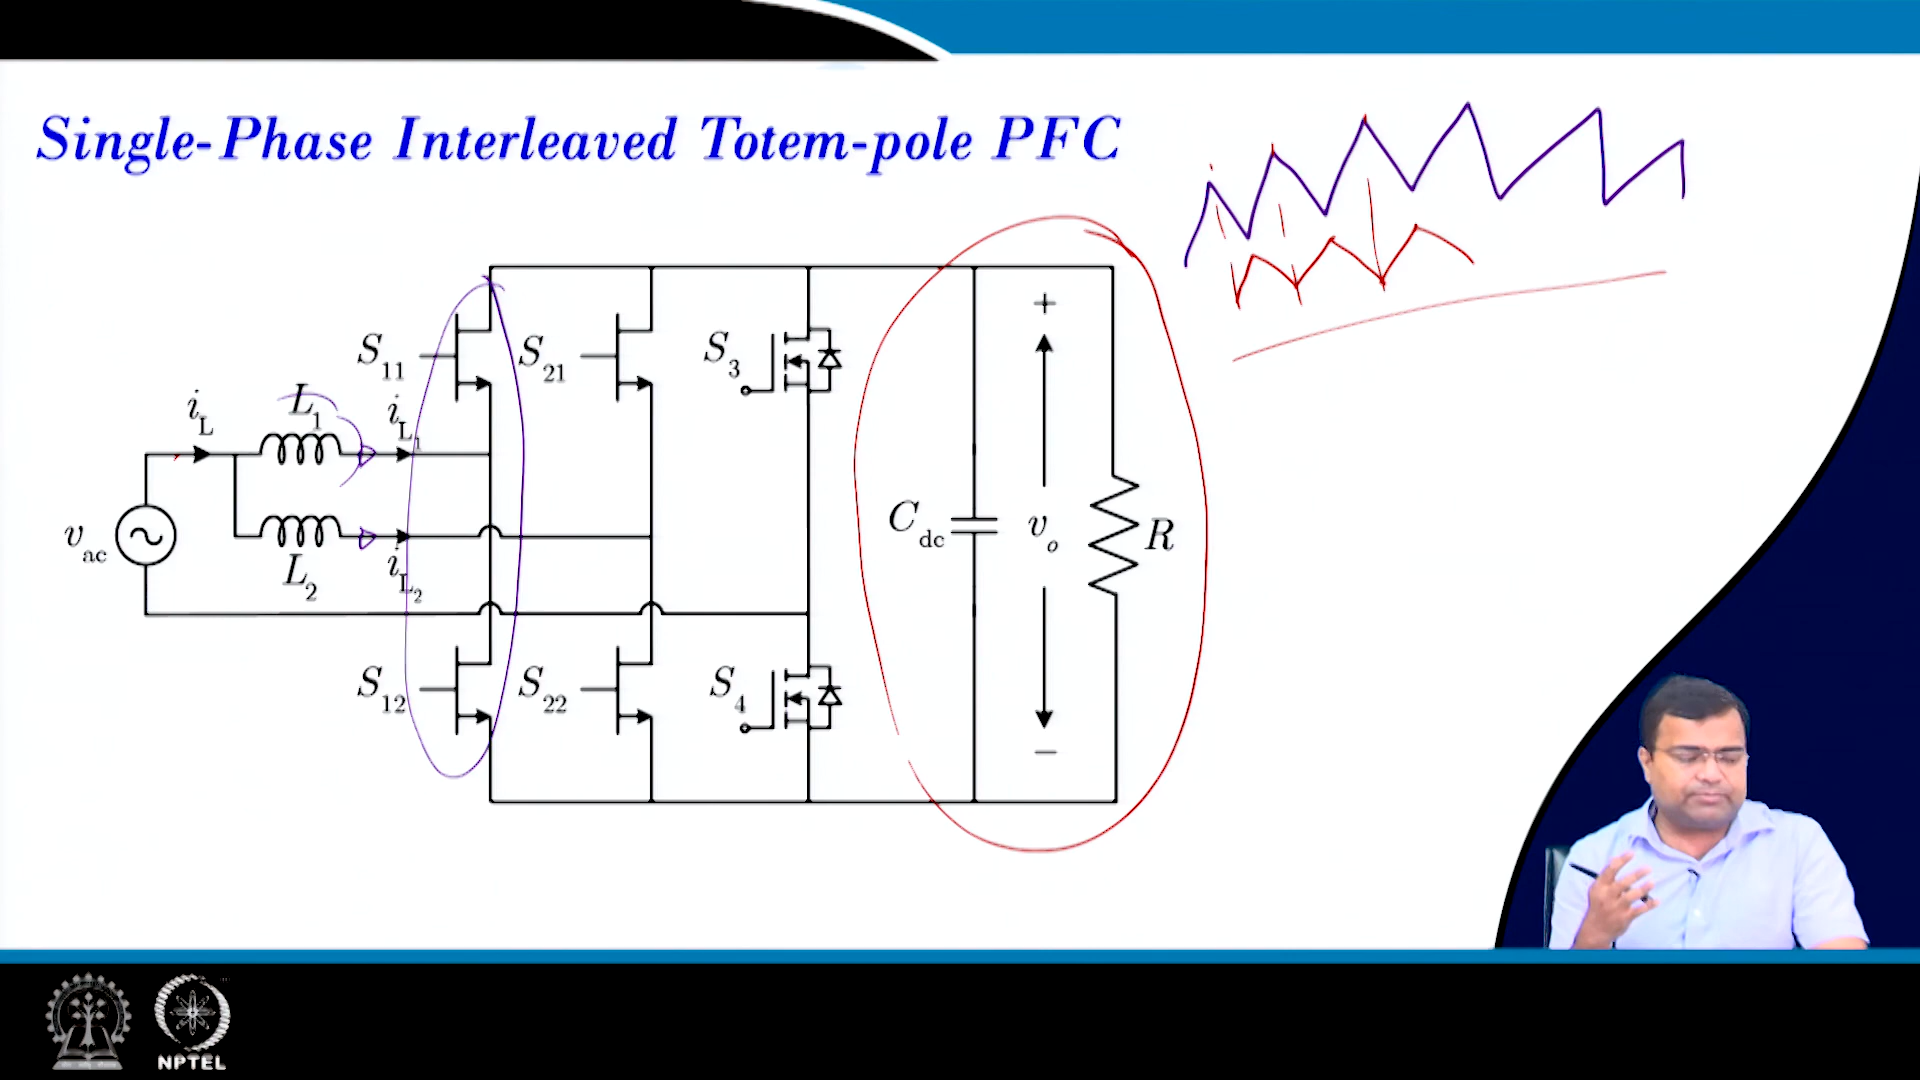 Single-Phase Interleaved Totem-pole PFC
S11 S21 S3
iL L1 iL1
vac
L2 iL2
Cdc + vo − R
S12 S22 S4
NPTEL